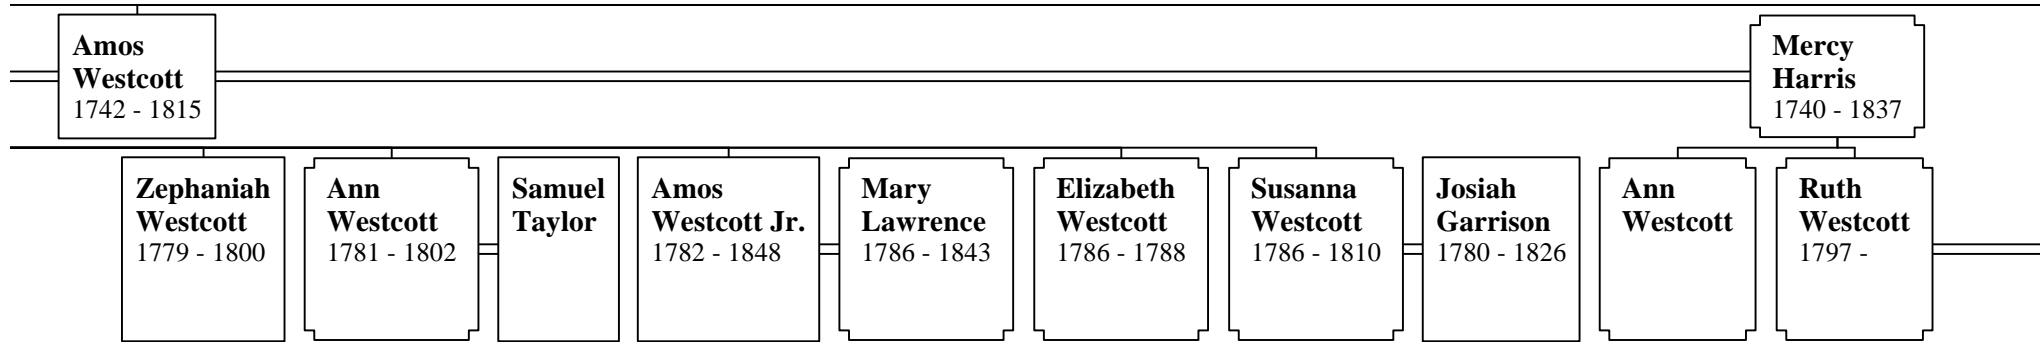 Amos
Westcott
1742 - 1815
Mercy
Harris
1740 - 1837
Zephaniah
Westcott
1779 - 1800
Ann
Westcott
1781 - 1802
Samuel
Taylor
Amos
Westcott Jr.
1782 - 1848
Mary
Lawrence
1786 - 1843
Elizabeth
Westcott
1786 - 1788
Susanna
Westcott
1786 - 1810
Josiah
Garrison
1780 - 1826
Ann
Westcott
Ruth
Westcott
1797 -